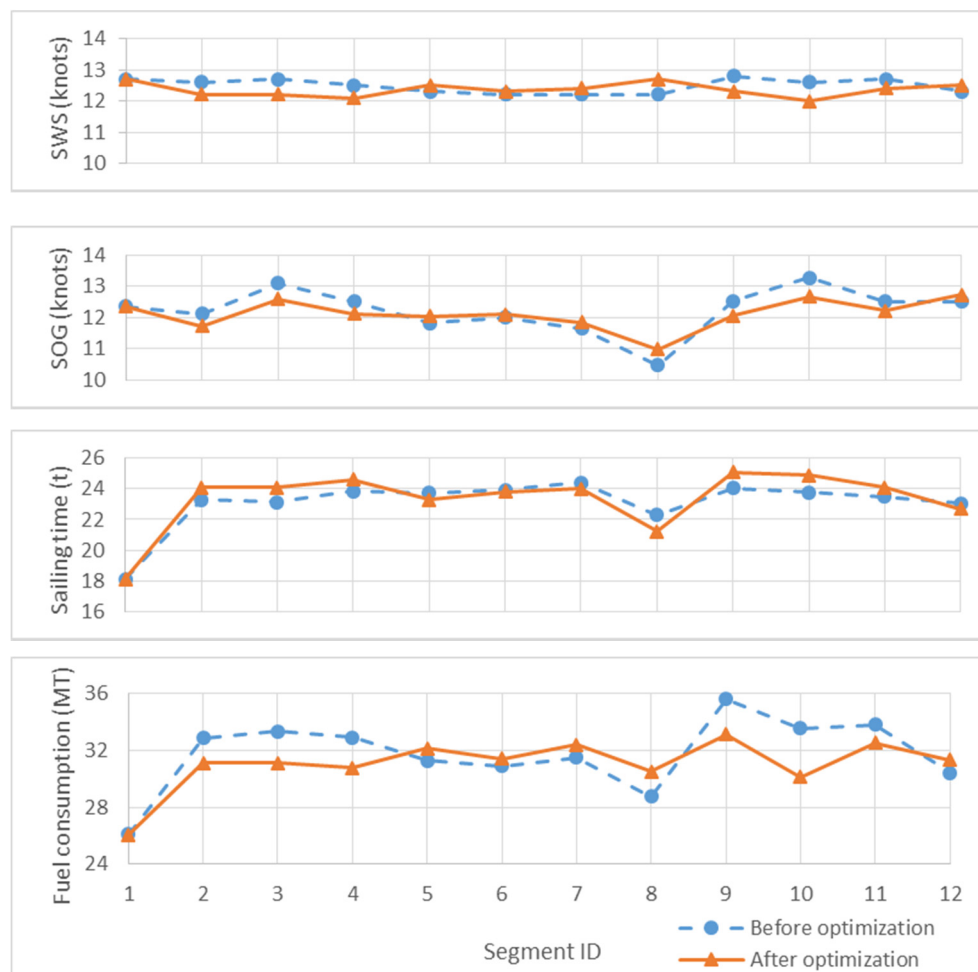 SWS (knots)
14
13
12
11
10
SOG (knots)
14
13
12
11
10
Sailing time (t)
26
24
22
20
18
16
Fuel consumption (MT)
36
32
28
24
1 2 3 4 5 6 7 8 9 10 11 12
Segment ID
Before optimization
After optimization